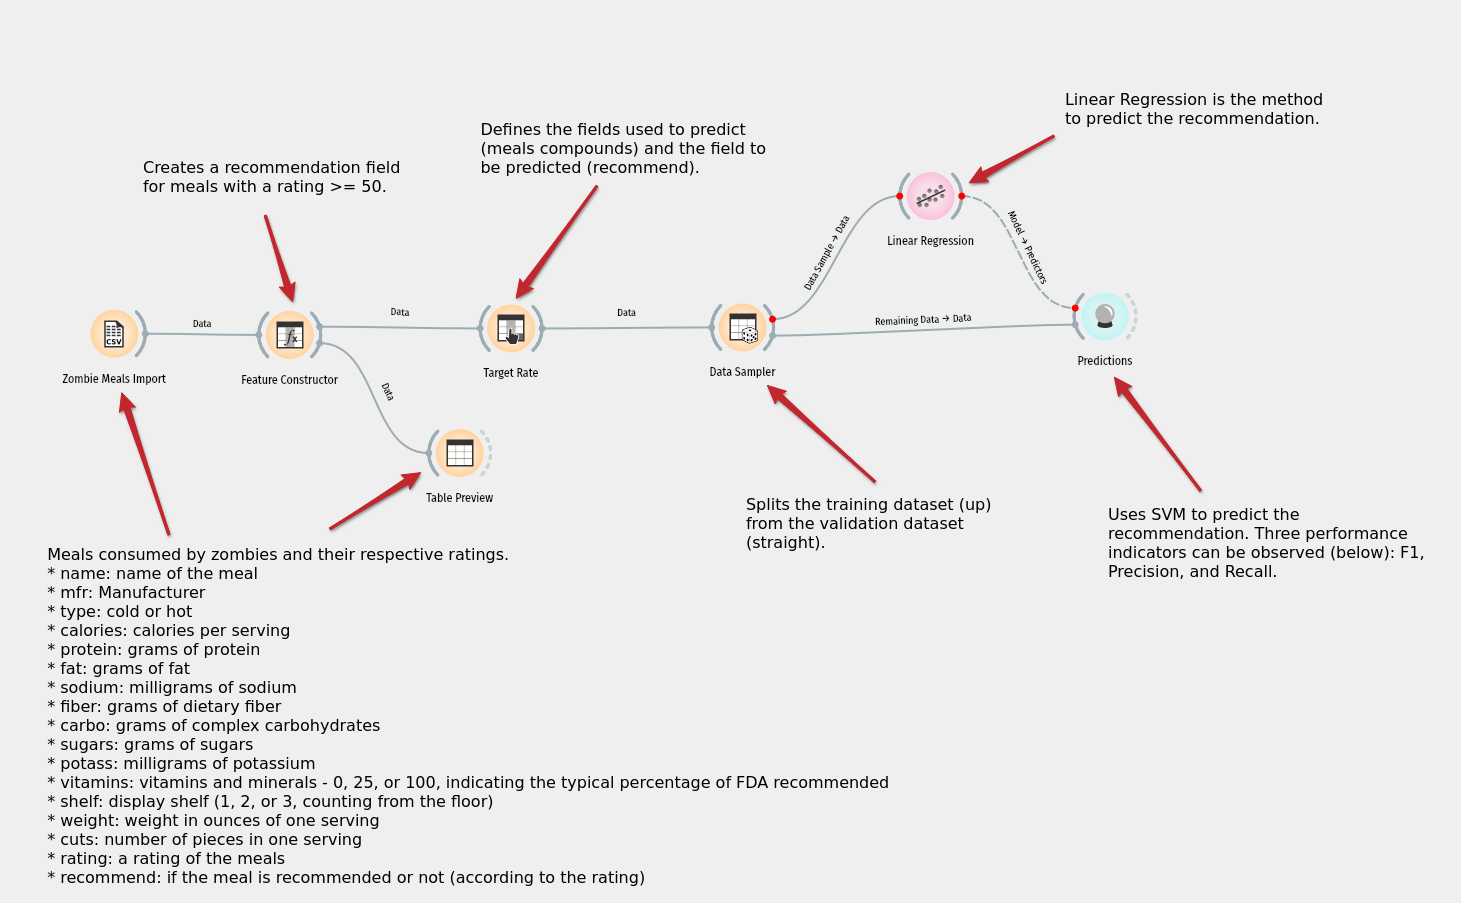 Linear Regression is the method
to predict the recommendation.
Defines the fields used to predict
(meals compounds) and the field to
be predicted (recommend).
Creates a recommendation field
for meals with a rating >= 50.
Data Sample → Data
Model → Predictors
Linear Regression
Data
Data
Data
Remaining Data → Data
CSV
fx
Zombie Meals Import
Feature Constructor
Target Rate
Data Sampler
Predictions
Data
Table Preview
Splits the training dataset (up)
from the validation dataset
(straight).
Uses SVM to predict the
recommendation. Three performance
indicators can be observed (below): F1,
Precision, and Recall.
Meals consumed by zombies and their respective ratings.
* name: name of the meal
* mfr: Manufacturer
* type: cold or hot
* calories: calories per serving
* protein: grams of protein
* fat: grams of fat
* sodium: milligrams of sodium
* fiber: grams of dietary fiber
* carbo: grams of complex carbohydrates
* sugars: grams of sugars
* potass: milligrams of potassium
* vitamins: vitamins and minerals - 0, 25, or 100, indicating the typical percentage of FDA recommended
* shelf: display shelf (1, 2, or 3, counting from the floor)
* weight: weight in ounces of one serving
* cuts: number of pieces in one serving
* rating: a rating of the meals
* recommend: if the meal is recommended or not (according to the rating)